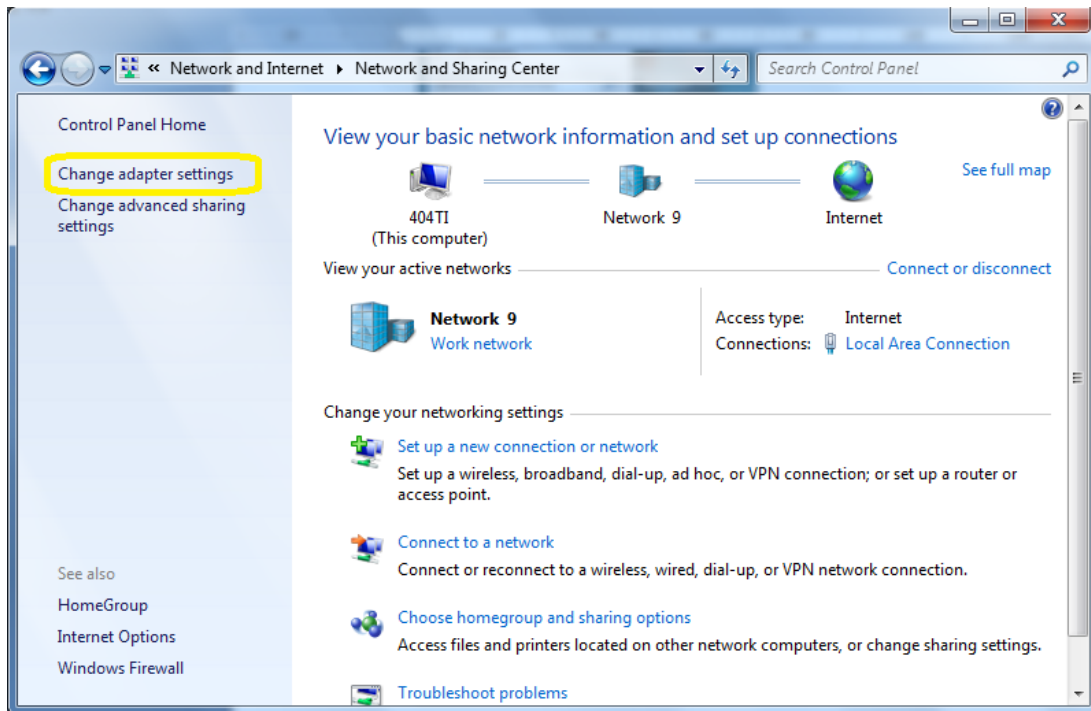 « Network and Internet ▸ Network and Sharing Center
Search Control Panel
Control Panel Home
Change adapter settings
Change advanced sharing
settings
See also
HomeGroup
Internet Options
Windows Firewall
View your basic network information and set up connections
See full map
404TI
(This computer)
Network 9
Internet
View your active networks
Connect or disconnect
Network 9
Work network
Access type: Internet
Connections: Local Area Connection
Change your networking settings
Set up a new connection or network
Set up a wireless, broadband, dial-up, ad hoc, or VPN connection; or set up a router or
access point.
Connect to a network
Connect or reconnect to a wireless, wired, dial-up, or VPN network connection.
Choose homegroup and sharing options
Access files and printers located on other network computers, or change sharing settings.
Troubleshoot problems